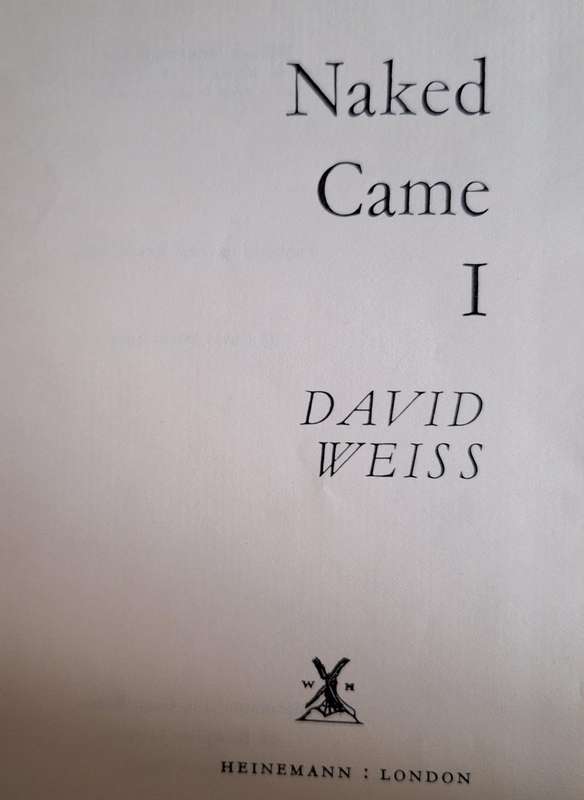 Naked
Came
I
DAVID
WEISS
W H
HEINEMANN : LONDON